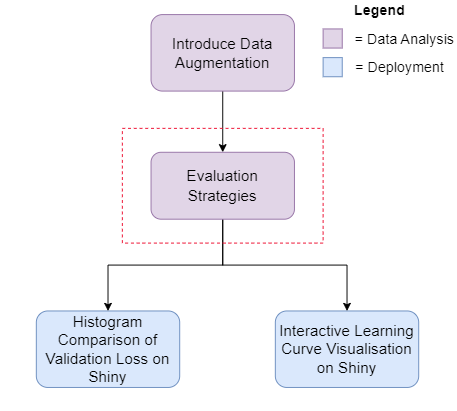 Legend
= Data Analysis
= Deployment
Introduce Data
Augmentation
Evaluation
Strategies
Histogram
Comparison of
Validation Loss on
Shiny
Interactive Learning
Curve Visualisation
on Shiny